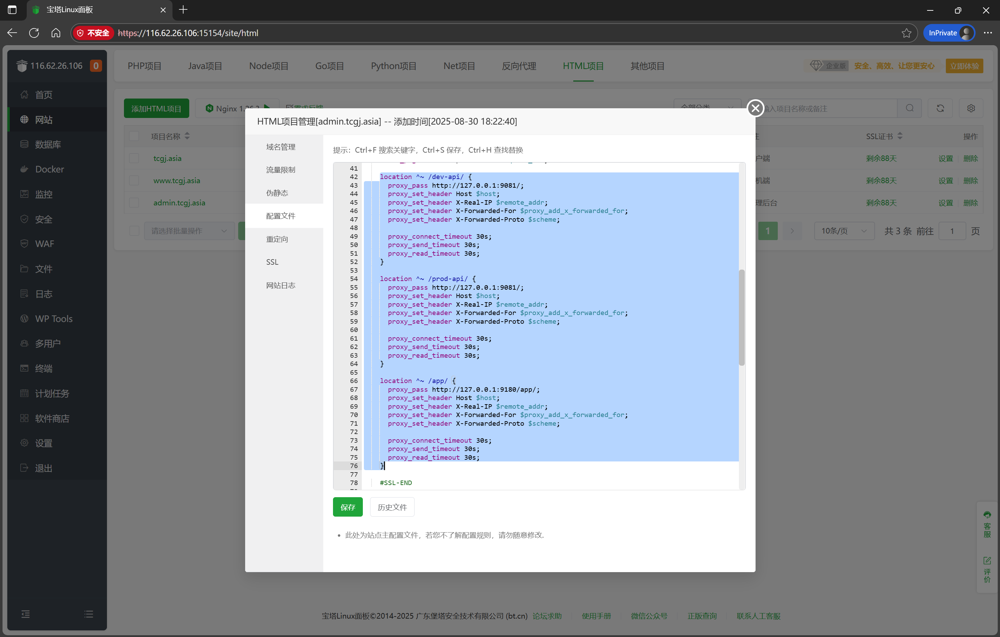 宝塔Linux面板
不安全
https://116.62.26.106:15154/site/html
InPrivate
116.62.26.106
0
PHP项目
Java项目
Node项目
Go项目
Python项目
Net项目
反向代理
HTML项目
其他项目
企业版
安全、高效、让您更安心
立即体验
首页
网站
数据库
Docker
监控
安全
WAF
文件
日志
WP Tools
多用户
终端
计划任务
软件商店
设置
退出
添加HTML项目
Nginx 1.26.3
需求反馈
全部分类
输入项目名称或备注
项目名称
SSL证书
操作
tcgj.asia
户端
剩余88天
设置
删除
www.tcgj.asia
机端
剩余88天
设置
删除
admin.tcgj.asia
理后台
剩余88天
设置
删除
请选择批量操作
1
10条/页
共 3 条
前往
1
页
HTML项目管理[admin.tcgj.asia] -- 添加时间[2025-08-30 18:22:40]
域名管理
流量限制
伪静态
配置文件
重定向
SSL
网站日志
提示：Ctrl+F 搜索关键字，Ctrl+S 保存，Ctrl+H 查找替换
41
42 location ^~ /dev-api/ {
43 proxy_pass http://127.0.0.1:9081/;
44 proxy_set_header Host $host;
45 proxy_set_header X-Real-IP $remote_addr;
46 proxy_set_header X-Forwarded-For $proxy_add_x_forwarded_for;
47 proxy_set_header X-Forwarded-Proto $scheme;
48
49 proxy_connect_timeout 30s;
50 proxy_send_timeout 30s;
51 proxy_read_timeout 30s;
52 }
53
54 location ^~ /prod-api/ {
55 proxy_pass http://127.0.0.1:9081/;
56 proxy_set_header Host $host;
57 proxy_set_header X-Real-IP $remote_addr;
58 proxy_set_header X-Forwarded-For $proxy_add_x_forwarded_for;
59 proxy_set_header X-Forwarded-Proto $scheme;
60
61 proxy_connect_timeout 30s;
62 proxy_send_timeout 30s;
63 proxy_read_timeout 30s;
64 }
65
66 location ^~ /app/ {
67 proxy_pass http://127.0.0.1:9180/app/;
68 proxy_set_header Host $host;
69 proxy_set_header X-Real-IP $remote_addr;
70 proxy_set_header X-Forwarded-For $proxy_add_x_forwarded_for;
71 proxy_set_header X-Forwarded-Proto $scheme;
72
73 proxy_connect_timeout 30s;
74 proxy_send_timeout 30s;
75 proxy_read_timeout 30s;
76 }
77
78 #SSL-END
保存
历史文件
此处为站点主配置文件，若您不了解配置规则，请勿随意修改.
客服
评价
宝塔Linux面板©2014-2025 广东堡塔安全技术有限公司 (bt.cn)
论坛求助
使用手册
微信公众号
正版查询
联系人工客服